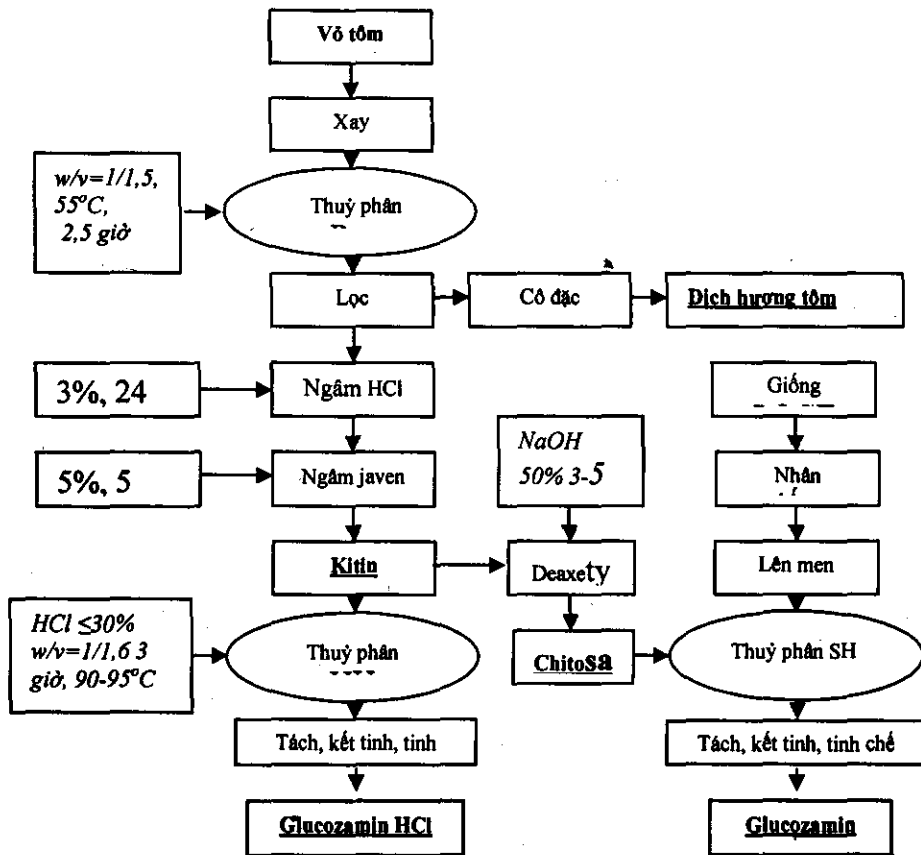 Vỏ tôm
Xay
w/v=1/1,5,
55°C,
2,5 giờ
Thuỷ phân
Lọc
Cô đặc
Dịch hương tôm
3%, 24
Ngâm HCl
Giống
NaOH
50% 3-5
5%, 5
Ngâm javen
Nhân
Kitin
Deaxety
Lên men
HCl ≤30%
w/v=1/1,6 3
giờ, 90-95°C
Thuỷ phân
Chitosa
Thuỷ phân SH
Tách, kết tinh, tinh
Tách, kết tinh, tinh chế
Glucozamin HCl
Glucozamin